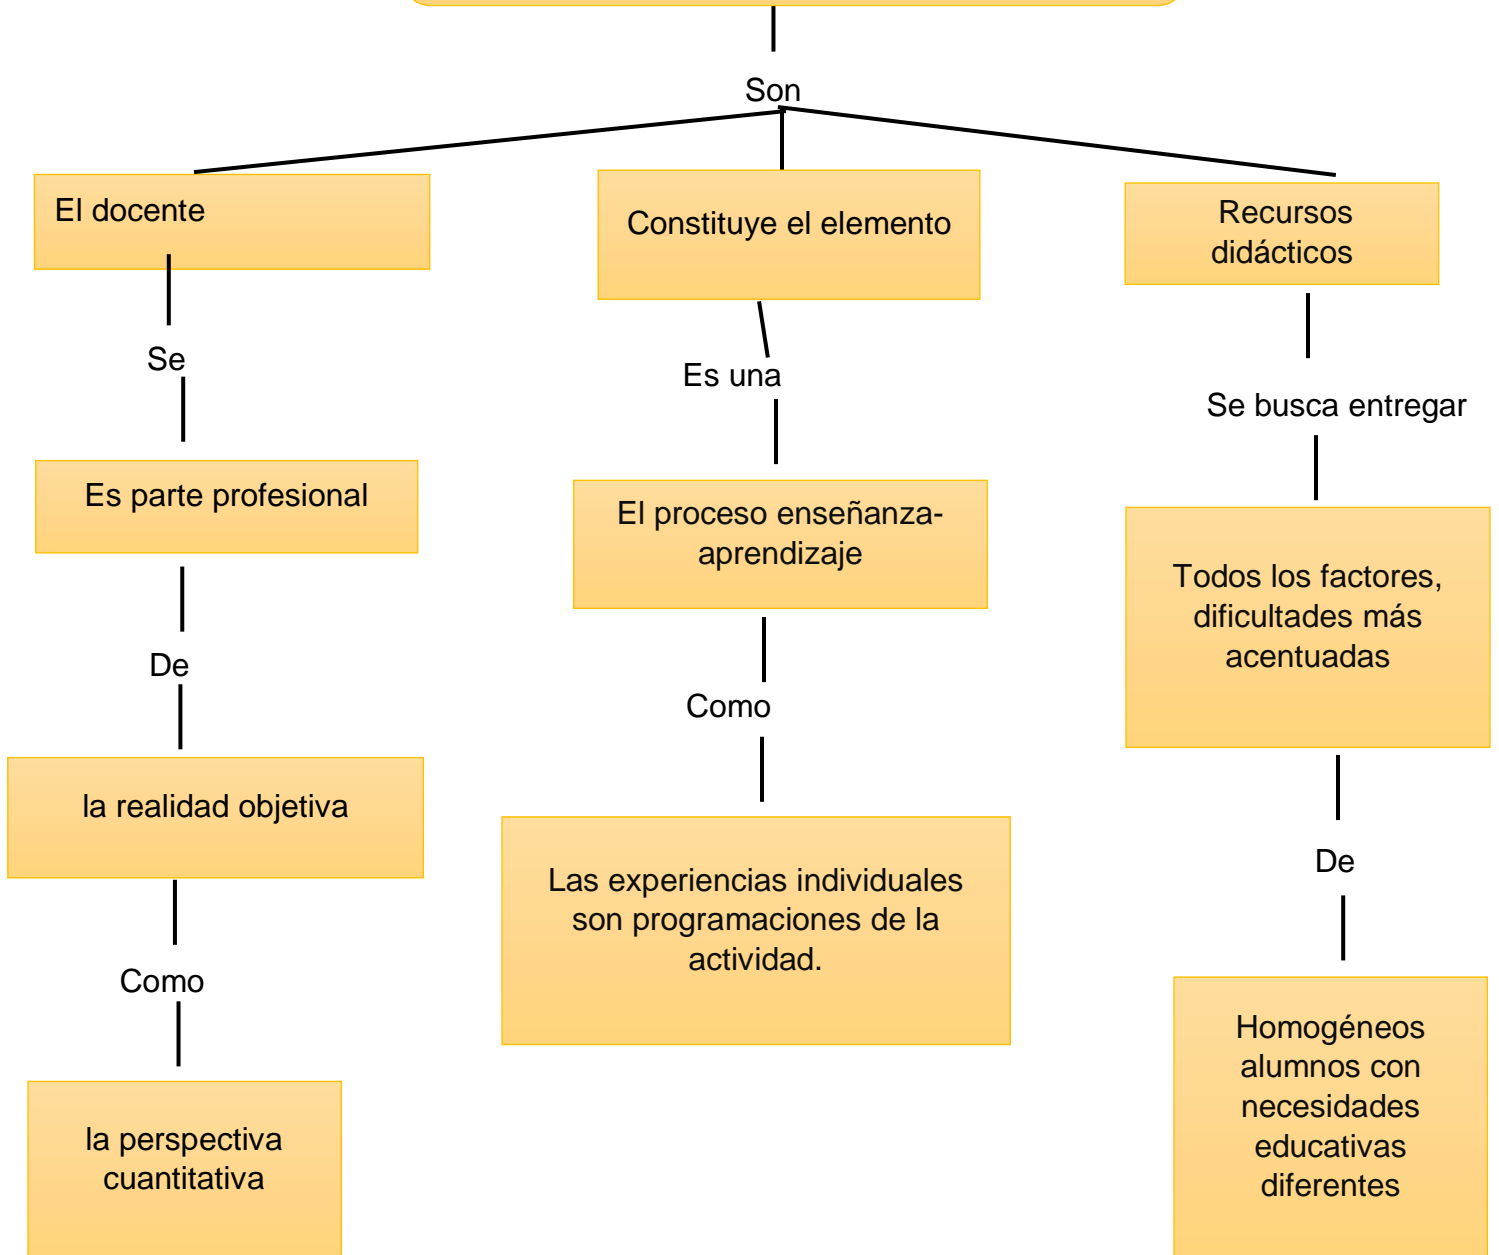 Son
El docente
Se
Es parte profesional
De
la realidad objetiva
Como
la perspectiva
cuantitativa
Constituye el elemento
Es una
El proceso enseñanza-
aprendizaje
Como
Las experiencias individuales
son programaciones de la
actividad.
Recursos
didácticos
Se busca entregar
Todos los factores,
dificultades más
acentuadas
De
Homogéneos
alumnos con
necesidades
educativas
diferentes